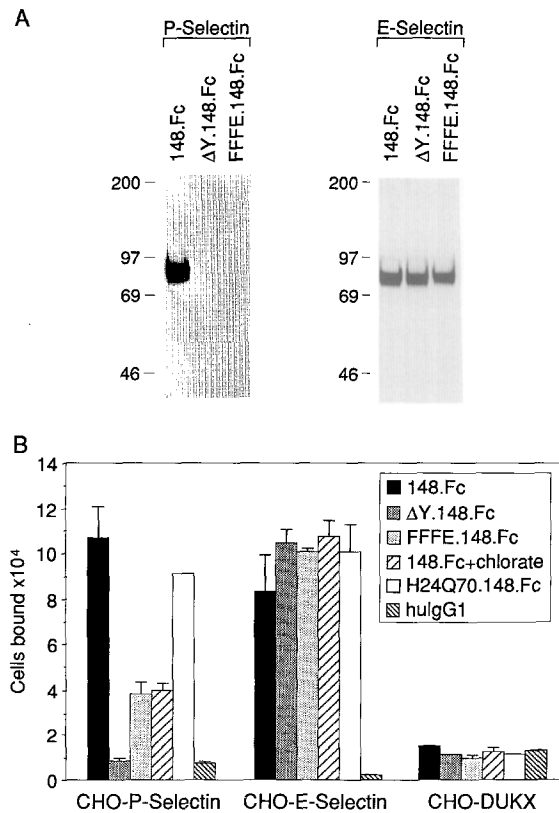 A
P-Selectin
E-Selectin
148.Fc
ΔY.148.Fc
FFFE.148.Fc
148.Fc
ΔY.148.Fc
FFFE.148.Fc
200
97
69
46
200
97
69
46
B
14
12
10
8
6
4
2
0
Cells bound x10⁴
148.Fc
ΔY.148.Fc
FFFE.148.Fc
148.Fc+chlorate
H24Q70.148.Fc
huIgG1
CHO-P-Selectin
CHO-E-Selectin
CHO-DUKX